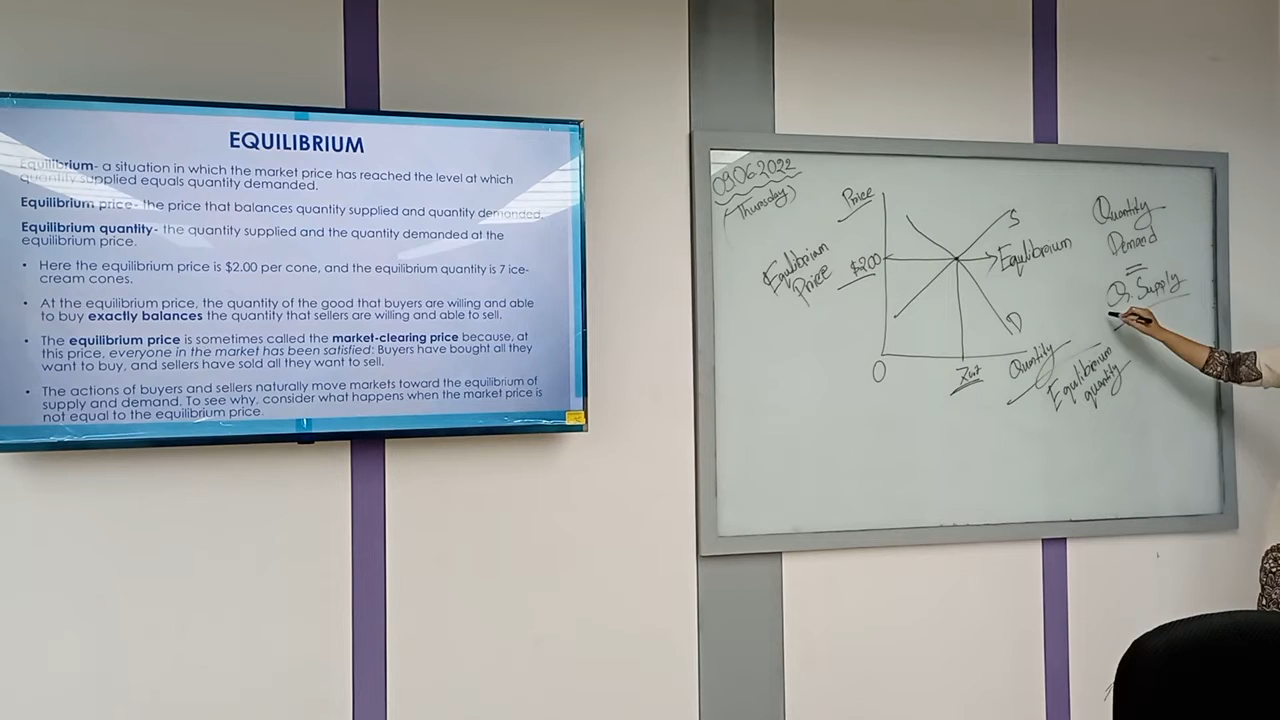 EQUILIBRIUM
Equilibrium- a situation in which the market price has reached the level at which
quantity supplied equals quantity demanded.
Equilibrium price- the price that balances quantity supplied and quantity demanded.
Equilibrium quantity- the quantity supplied and the quantity demanded at the
equilibrium price.
• Here the equilibrium price is $2.00 per cone, and the equilibrium quantity is 7 ice-
cream cones.
• At the equilibrium price, the quantity of the good that buyers are willing and able
to buy exactly balances the quantity that sellers are willing and able to sell.
• The equilibrium price is sometimes called the market-clearing price because, at
this price, everyone in the market has been satisfied: Buyers have bought all they
want to buy, and sellers have sold all they want to sell.
• The actions of buyers and sellers naturally move markets toward the equilibrium of
supply and demand. To see why, consider what happens when the market price is
not equal to the equilibrium price.
09.06.2022
(Thursday)
Price
S
Equilibrium
Price
$2.00
Equilibrium
D
0
Quantity
Equilibrium
quantity
Quantity
Demand
=
Q. Supply